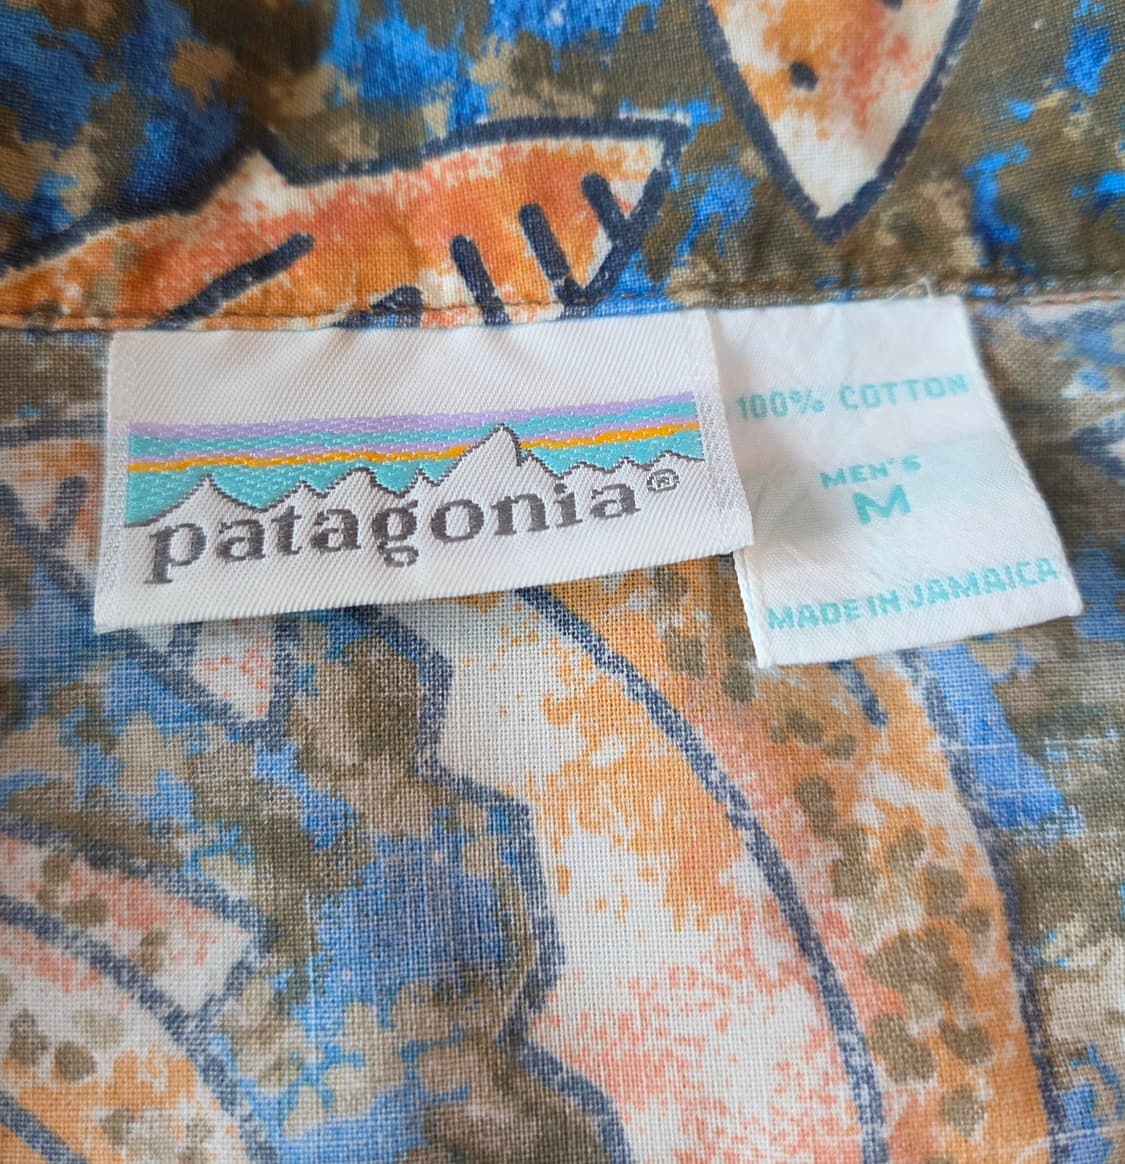 patagonia®
100% COTTON
MEN'S
M
MADE IN JAMAICA